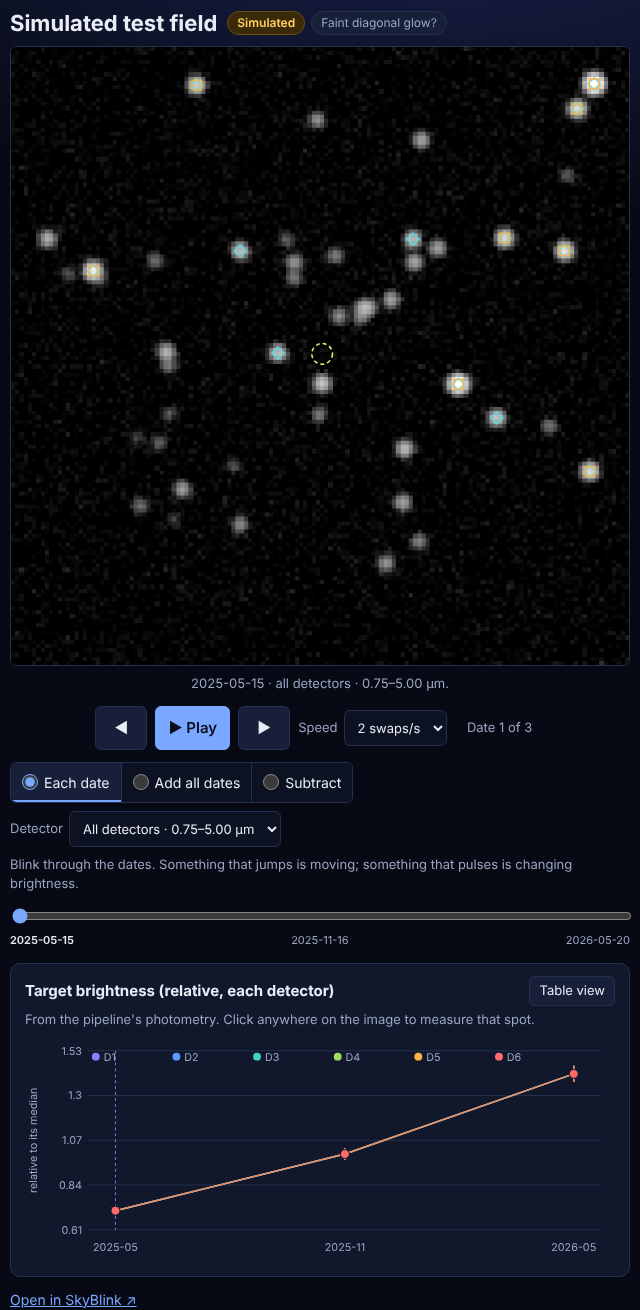 Simulated test field Simulated Faint diagonal glow?
2025-05-15 · all detectors · 0.75–5.00 µm.
◀ ▶ Play ▶ Speed 2 swaps/s Date 1 of 3
Each date Add all dates Subtract
Detector All detectors · 0.75–5.00 µm
Blink through the dates. Something that jumps is moving; something that pulses is changing
brightness.
2025-05-15 2025-11-16 2026-05-20
Target brightness (relative, each detector) Table view
From the pipeline's photometry. Click anywhere on the image to measure that spot.
D1 D2 D3 D4 D5 D6
relative to its median
1.53
1.3
1.07
0.84
0.61
2025-05 2025-11 2026-05
Open in SkyBlink ↗